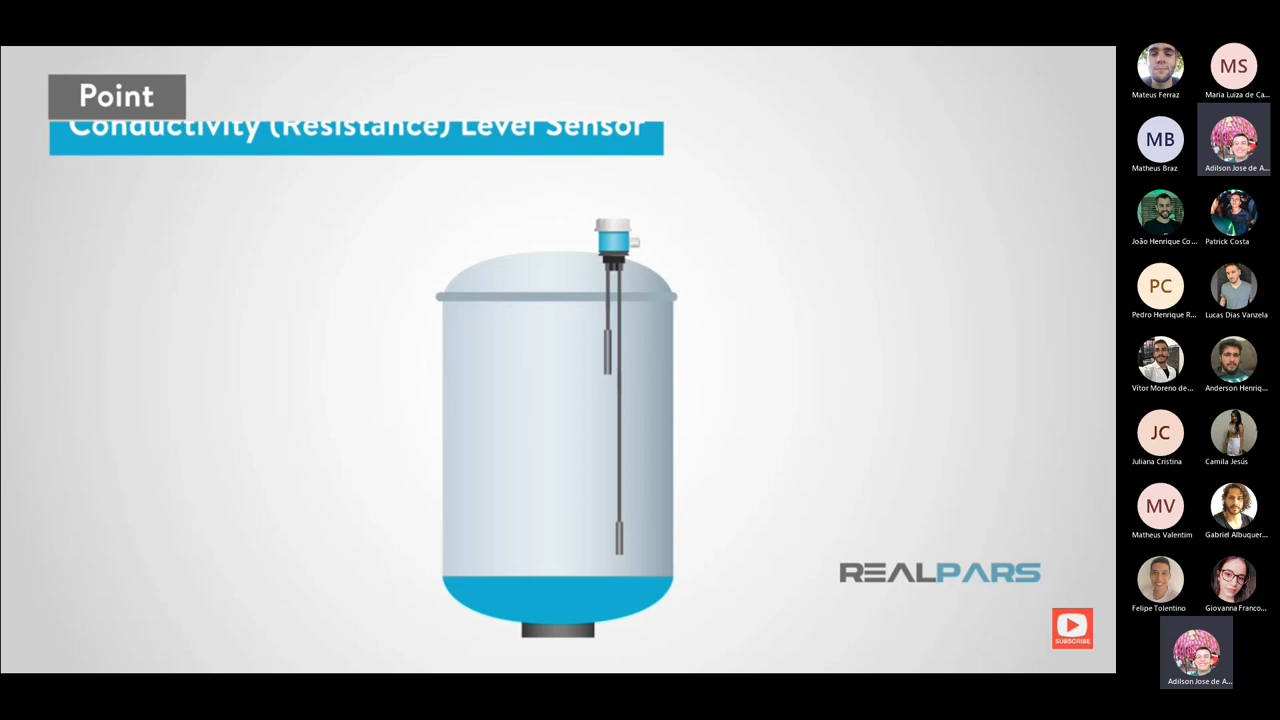 Point
Conductivity (Resistance) Level Sensor
REALPARS
SUBSCRIBE
Mateus Ferraz
MS
Maria Luiza de Ca...
MB
Matheus Braz
Adilson Jose de A...
João Henrique Co...
Patrick Costa
PC
Pedro Henrique R...
Lucas Dias Vanzela
Vítor Moreno de...
Anderson Henriq...
JC
Juliana Cristina
Camila Jesús
MV
Matheus Valentim
Gabriel Albuquer...
Felipe Tolentino
Giovanna Franco...
Adilson Jose de A...